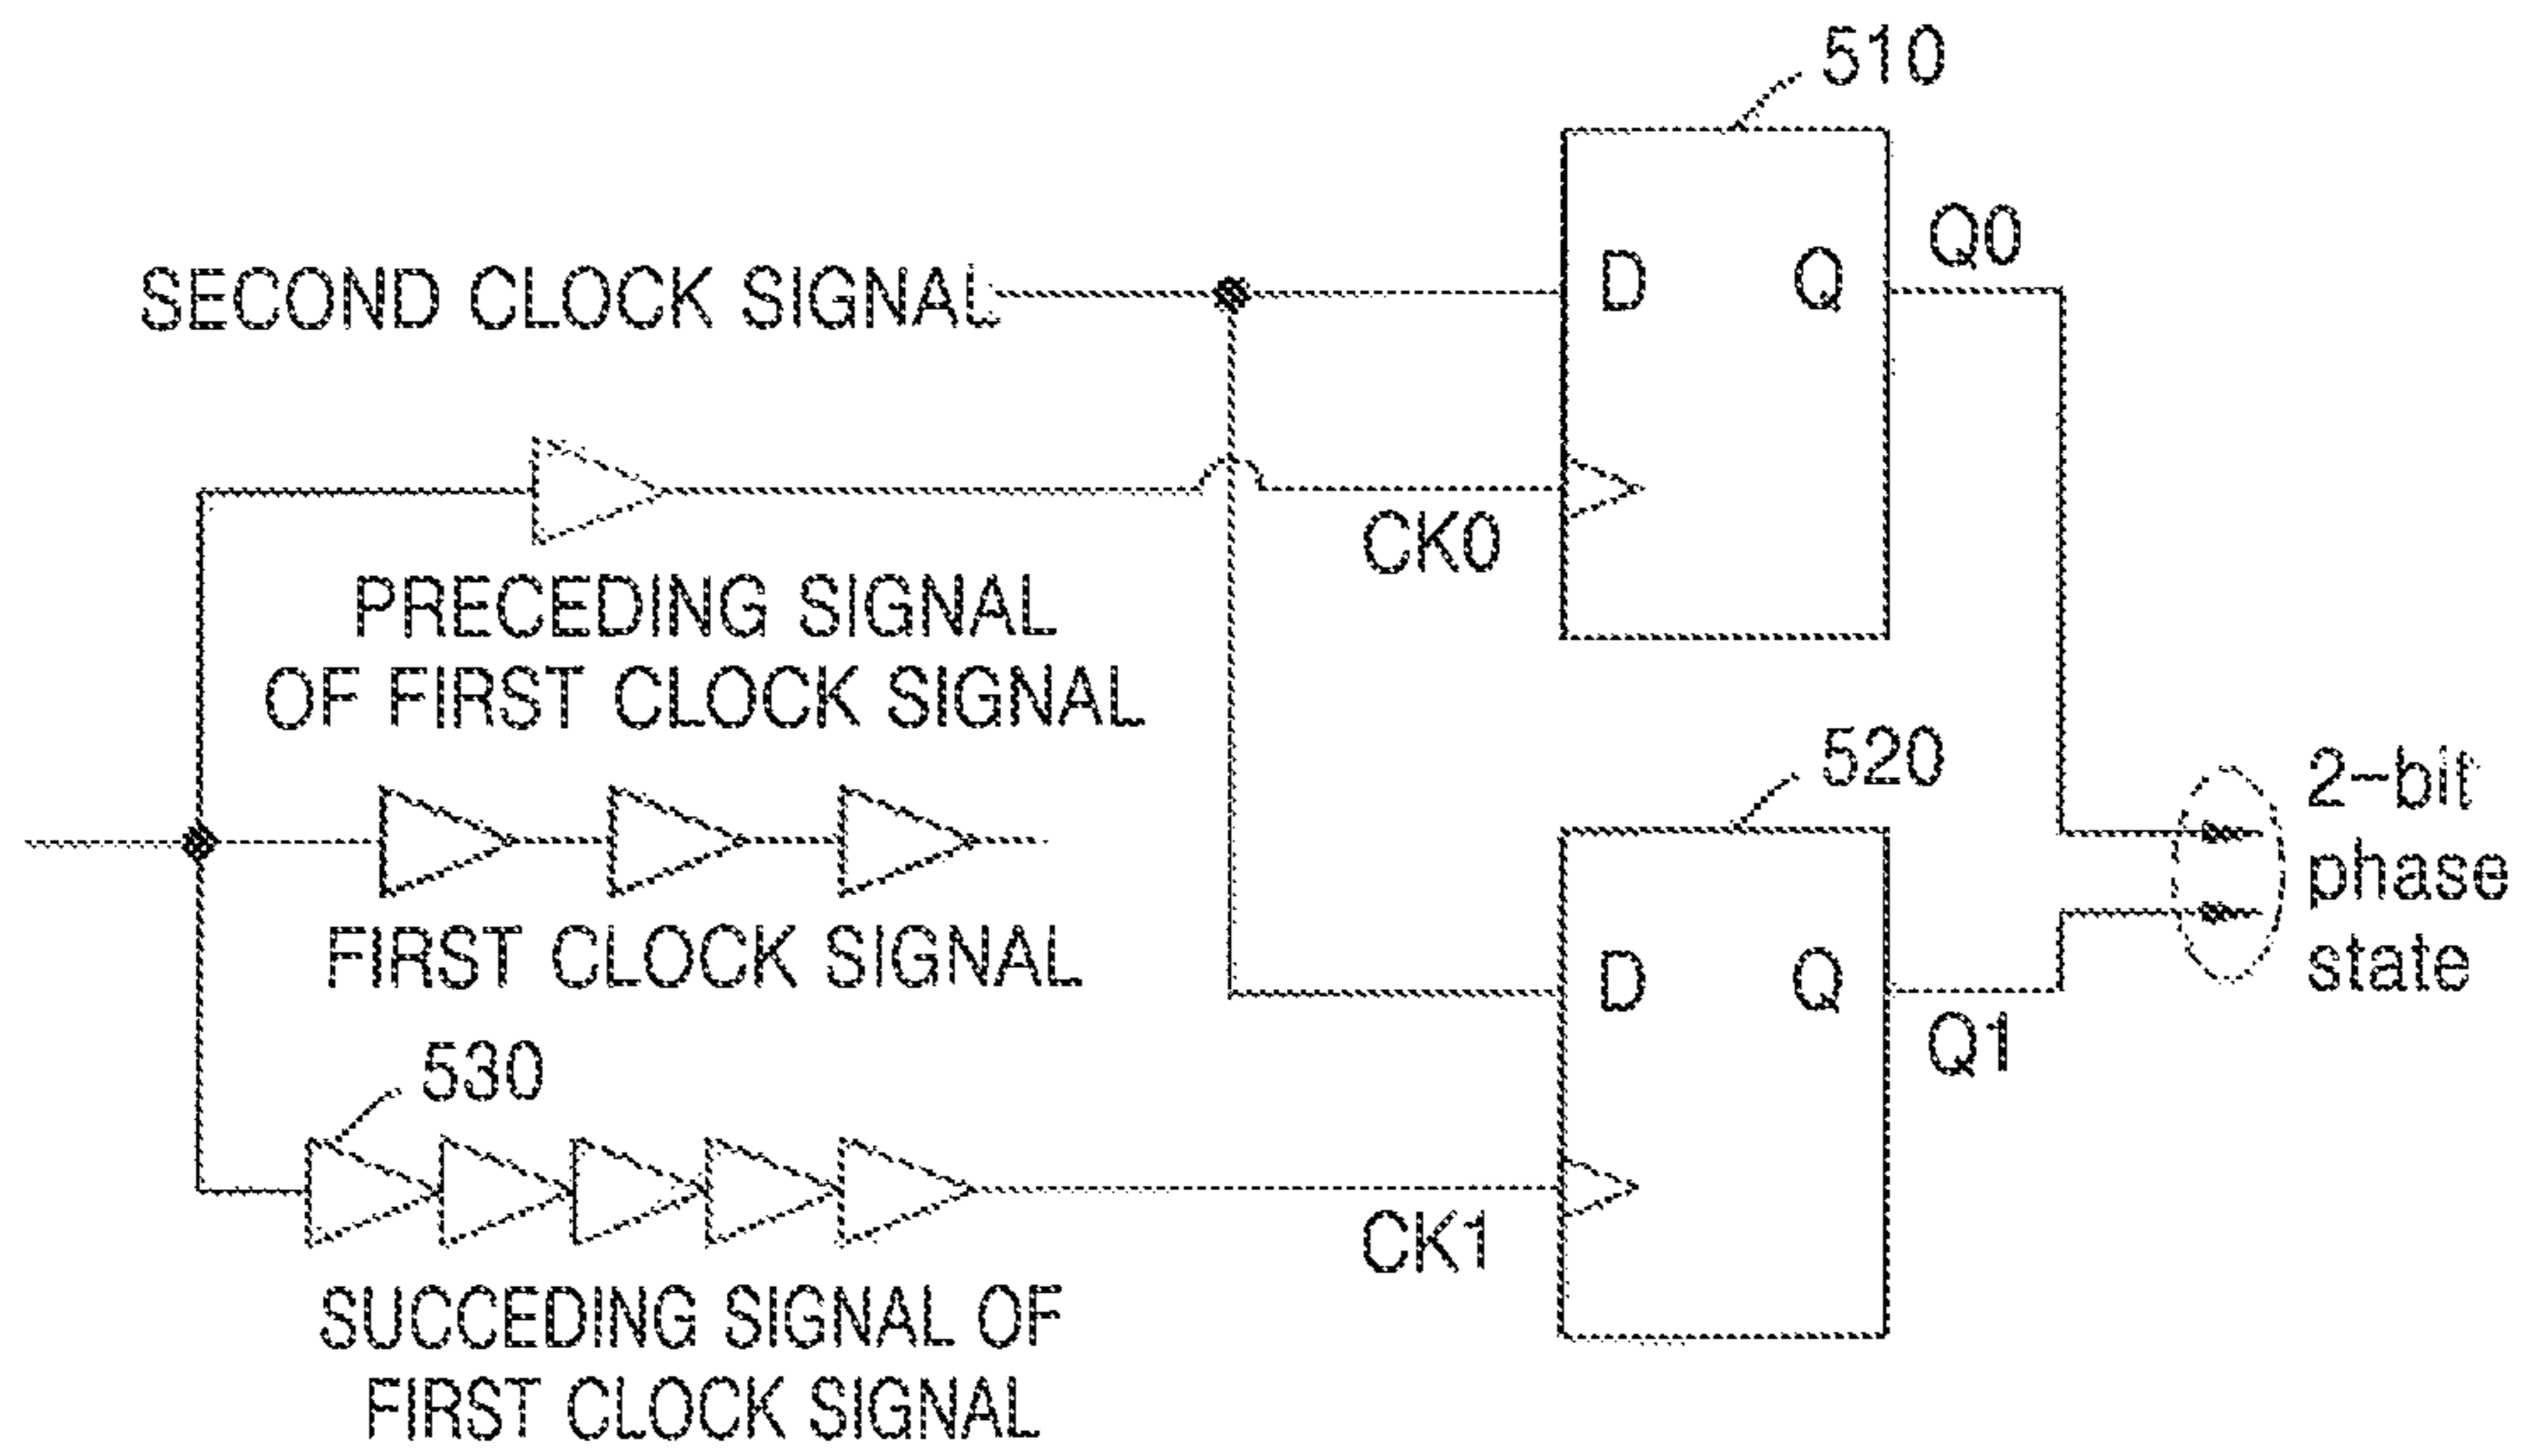 510
Q0
SECOND CLOCK SIGNAL
D
Q
CK0
PRECEDING SIGNAL
OF FIRST CLOCK SIGNAL
520
2-bit
phase
state
FIRST CLOCK SIGNAL
D
Q
Q1
530
CK1
SUCCEDING SIGNAL OF
FIRST CLOCK SIGNAL